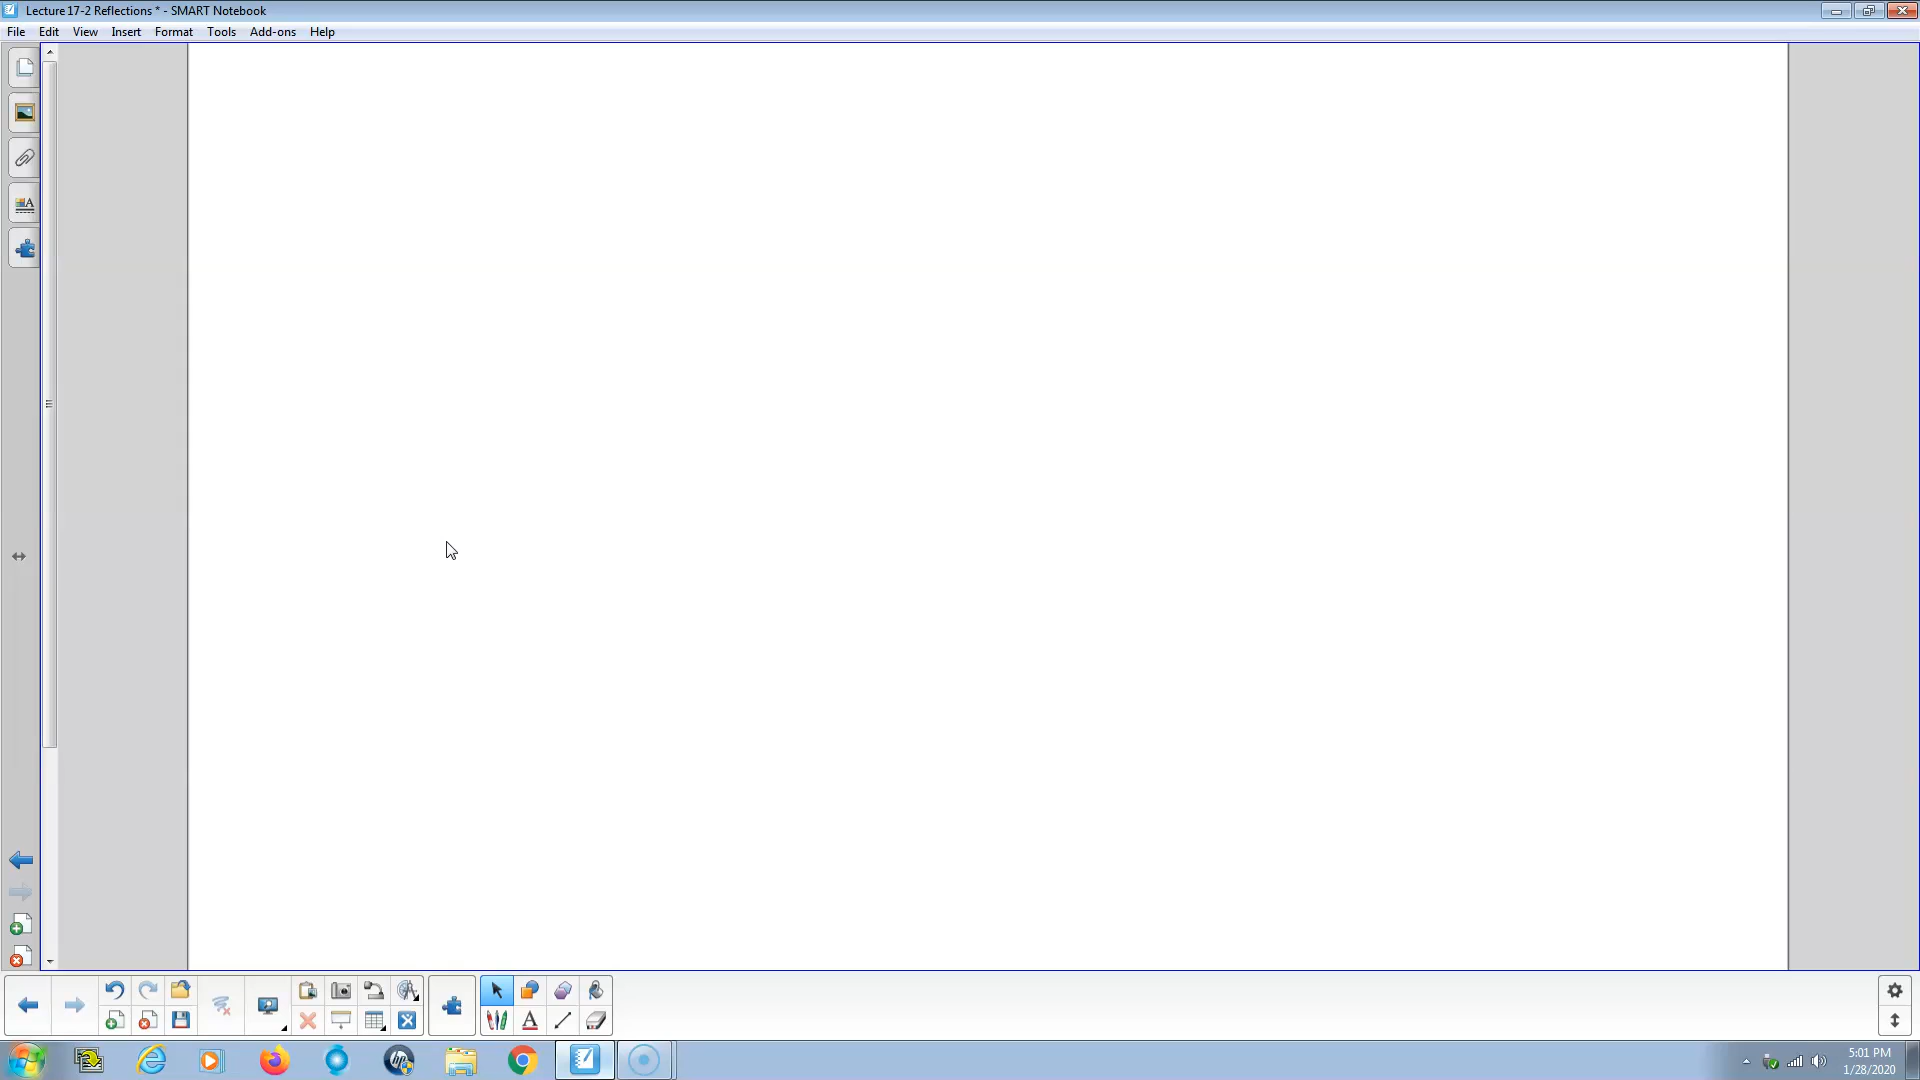 Lecture 17-2 Reflections * - SMART Notebook
File Edit View Insert Format Tools Add-ons Help
5:01 PM
1/28/2020